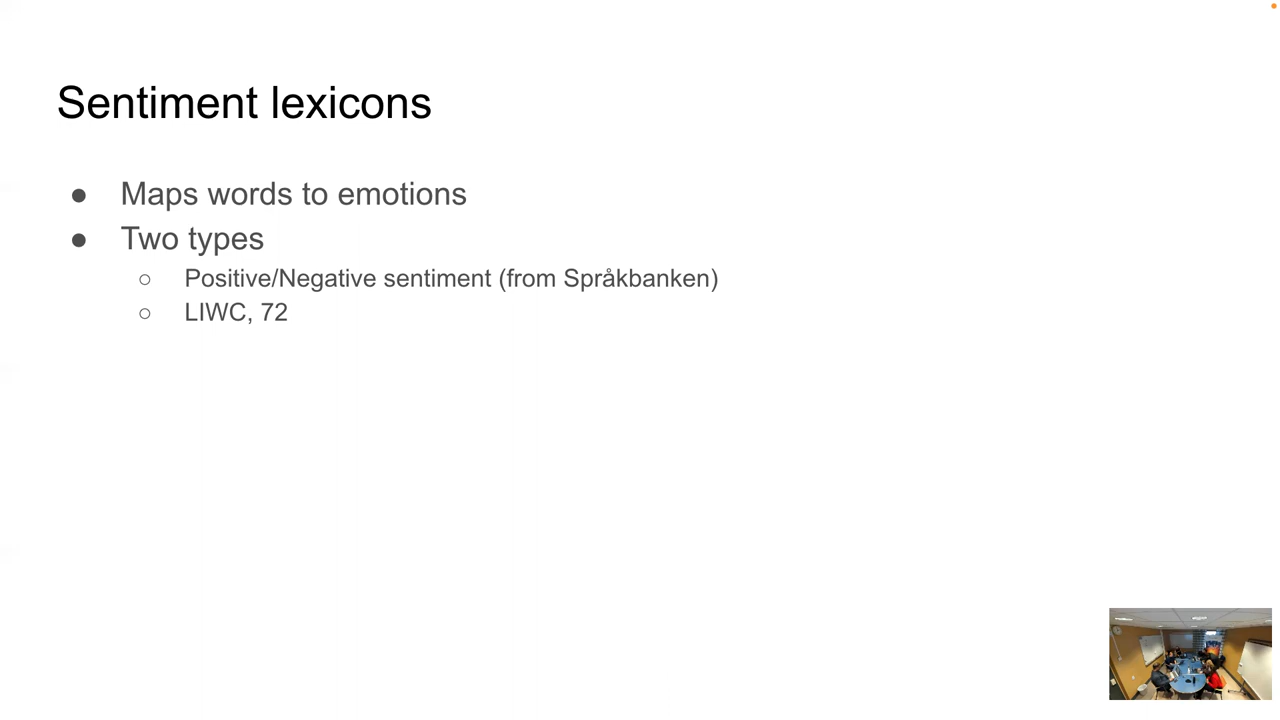 Sentiment lexicons
● Maps words to emotions
● Two types
○ Positive/Negative sentiment (from Språkbanken)
○ LIWC, 72